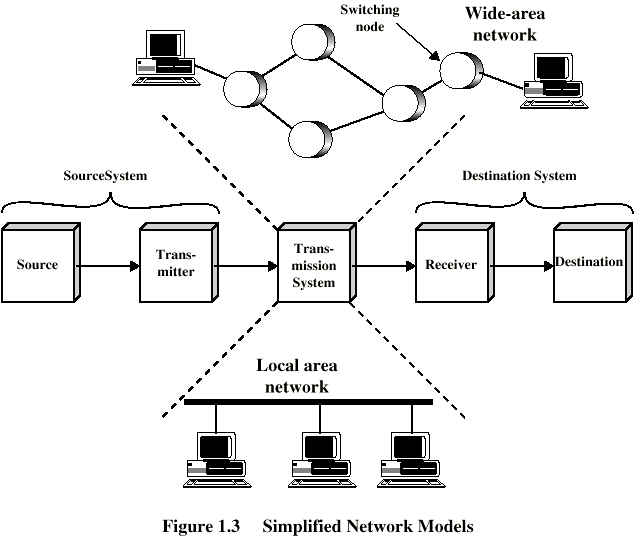 Switching
node
Wide-area
network
SourceSystem
Destination System
Source
Trans-
mitter
Trans-
mission
System
Receiver
Destination
Local area
network
Figure 1.3 Simplified Network Models